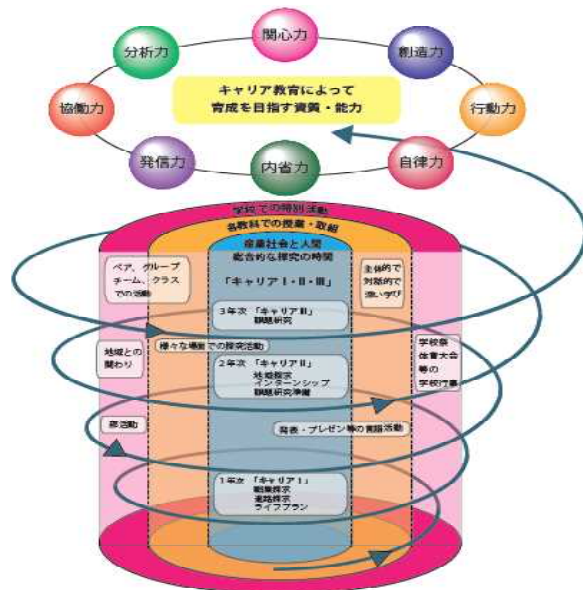 関心力
分析力
創造力
協働力
キャリア教育によって
育成を目指す資質・能力
行動力
発信力
内省力
自律力
学校での特別活動
各教科での授業・取組
産業社会と人間
総合的な探究の時間
「キャリアⅠ・Ⅱ・Ⅲ」
ペア、グループ
チーム、クラス
での活動
主体的で
対話的で
深い学び
3年次 「キャリアⅢ」
課題研究
様々な場面での探究活動
地域との
関わり
2年次 「キャリアⅡ」
地域探求
インターンシップ
課題研究準備
学校祭
体育大会
等の
学校行事
部活動
発表・プレゼン等の言語活動
1年次 「キャリアⅠ」
職業探求
進路探求
ライフプラン